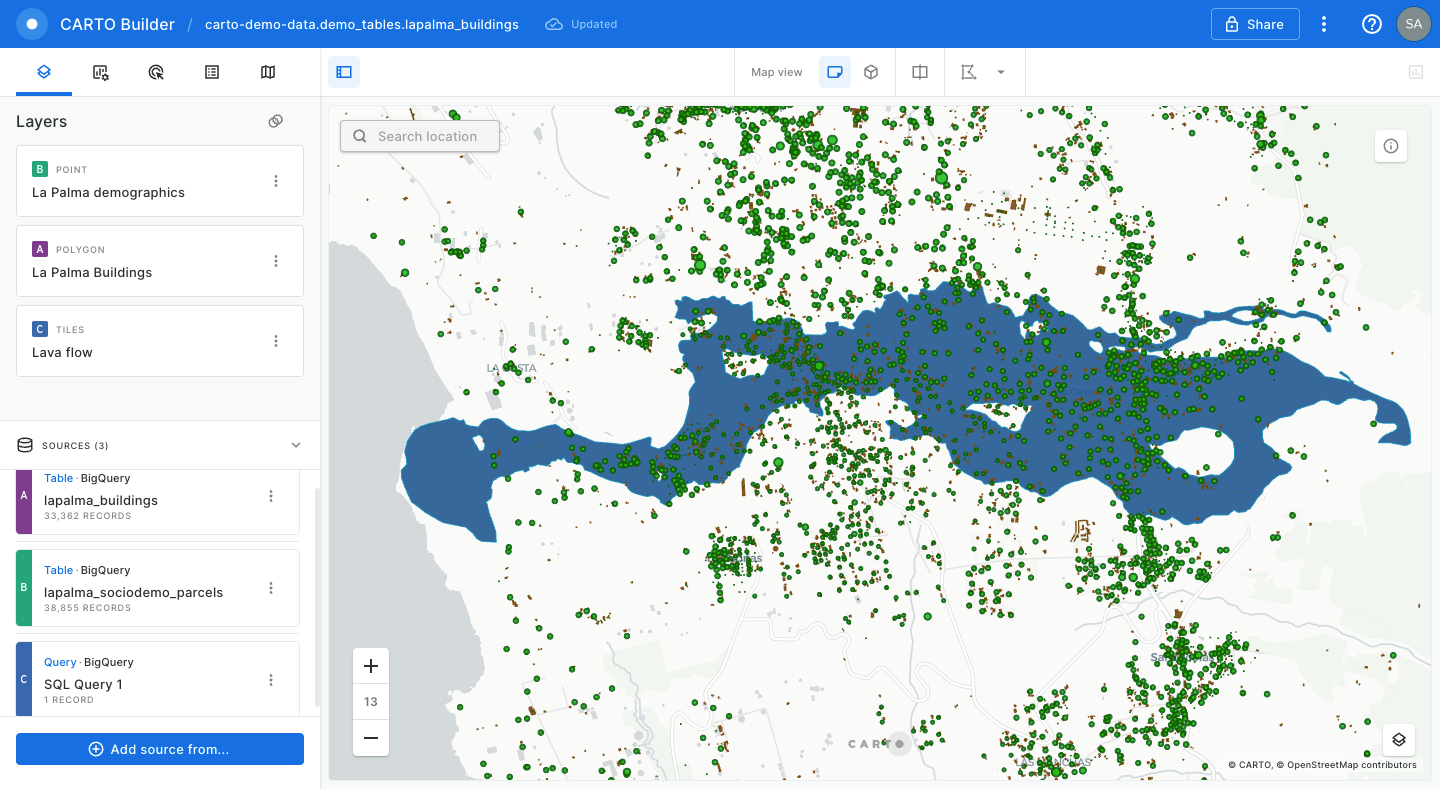 CARTO Builder / carto-demo-data.demo_tables.lapalma_buildings Updated
Share
SA
Map view
Layers
Search location
B POINT
La Palma demographics
A POLYGON
La Palma Buildings
C TILES
Lava flow
SOURCES (3)
A
Table · BigQuery
lapalma_buildings
33,362 RECORDS
B
Table · BigQuery
lapalma_sociodemo_parcels
38,855 RECORDS
C
Query · BigQuery
SQL Query 1
1 RECORD
Add source from...
13
CARTO
© CARTO, © OpenStreetMap contributors